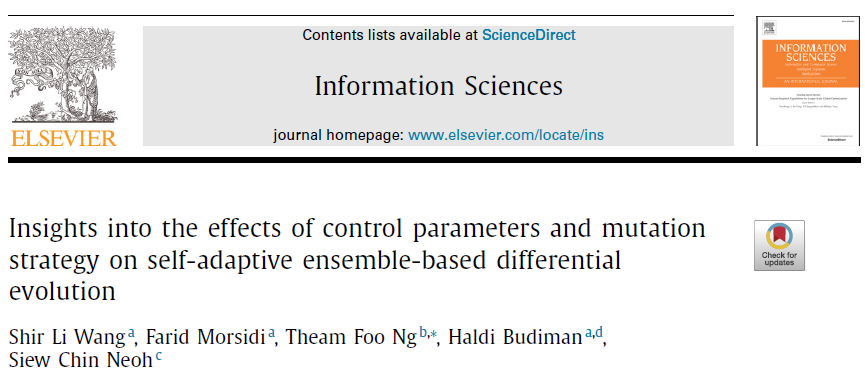 Contents lists available at ScienceDirect
Information Sciences
journal homepage: www.elsevier.com/locate/ins
ELSEVIER
INFORMATION
SCIENCES
Insights into the effects of control parameters and mutation
strategy on self-adaptive ensemble-based differential
evolution
Check for
updates
Shir Li Wang a, Farid Morsidi a, Theam Foo Ng b,*, Haldi Budiman a,d,
Siew Chin Neoh c